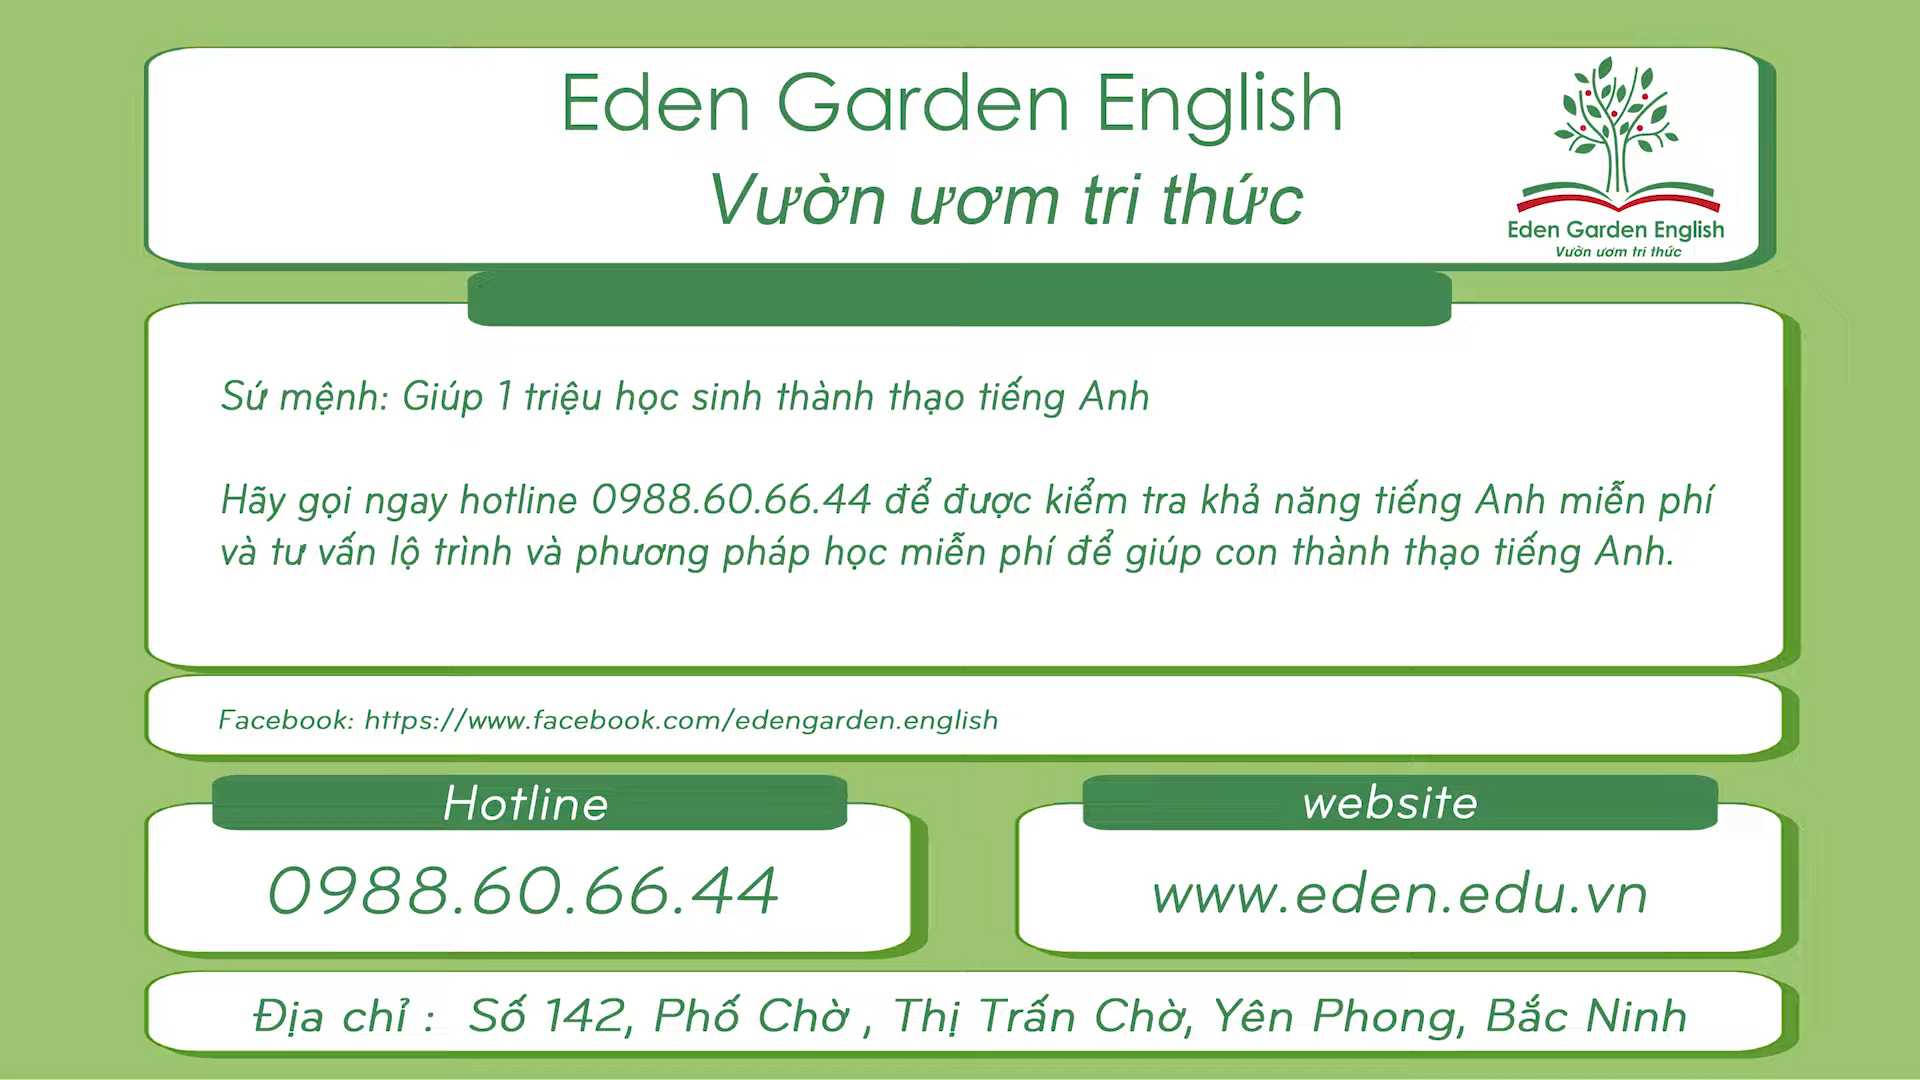 Eden Garden English
Vườn ươm tri thức
Eden Garden English
Vườn ươm tri thức
Sứ mệnh: Giúp 1 triệu học sinh thành thạo tiếng Anh
Hãy gọi ngay hotline 0988.60.66.44 để được kiểm tra khả năng tiếng Anh miễn phí
và tư vấn lộ trình và phương pháp học miễn phí để giúp con thành thạo tiếng Anh.
Facebook: https://www.facebook.com/edengarden.english
Hotline
0988.60.66.44
website
www.eden.edu.vn
Địa chỉ : Số 142, Phố Chờ , Thị Trấn Chờ, Yên Phong, Bắc Ninh